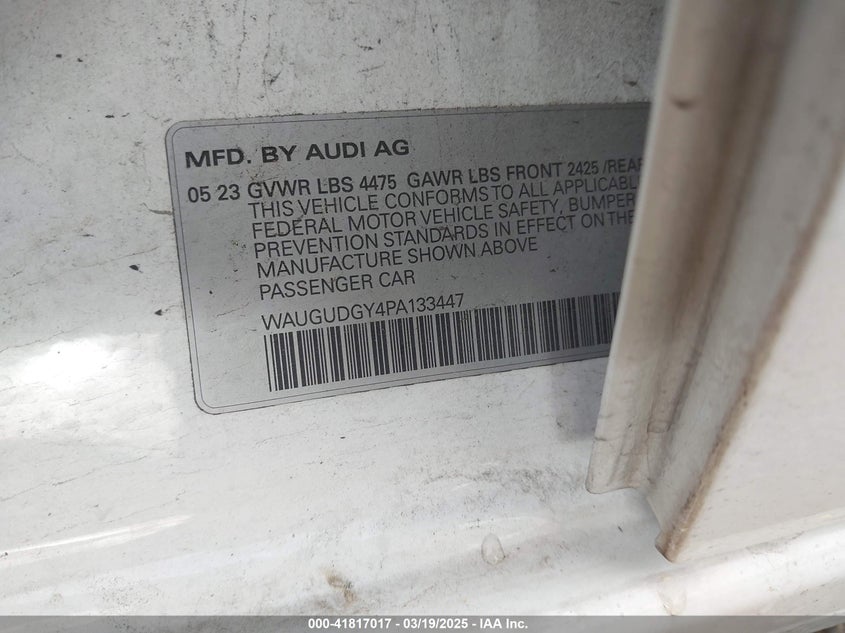 MFD. BY AUDI AG
05 23 GVWR LBS 4475 GAWR LBS FRONT 2425 /REAR
THIS VEHICLE CONFORMS TO ALL APPLICABLE
FEDERAL MOTOR VEHICLE SAFETY, BUMPER
PREVENTION STANDARDS IN EFFECT ON THE
MANUFACTURE SHOWN ABOVE
PASSENGER CAR
WAUGUDGY4PA133447
000-41817017 - 03/19/2025 - IAA Inc.